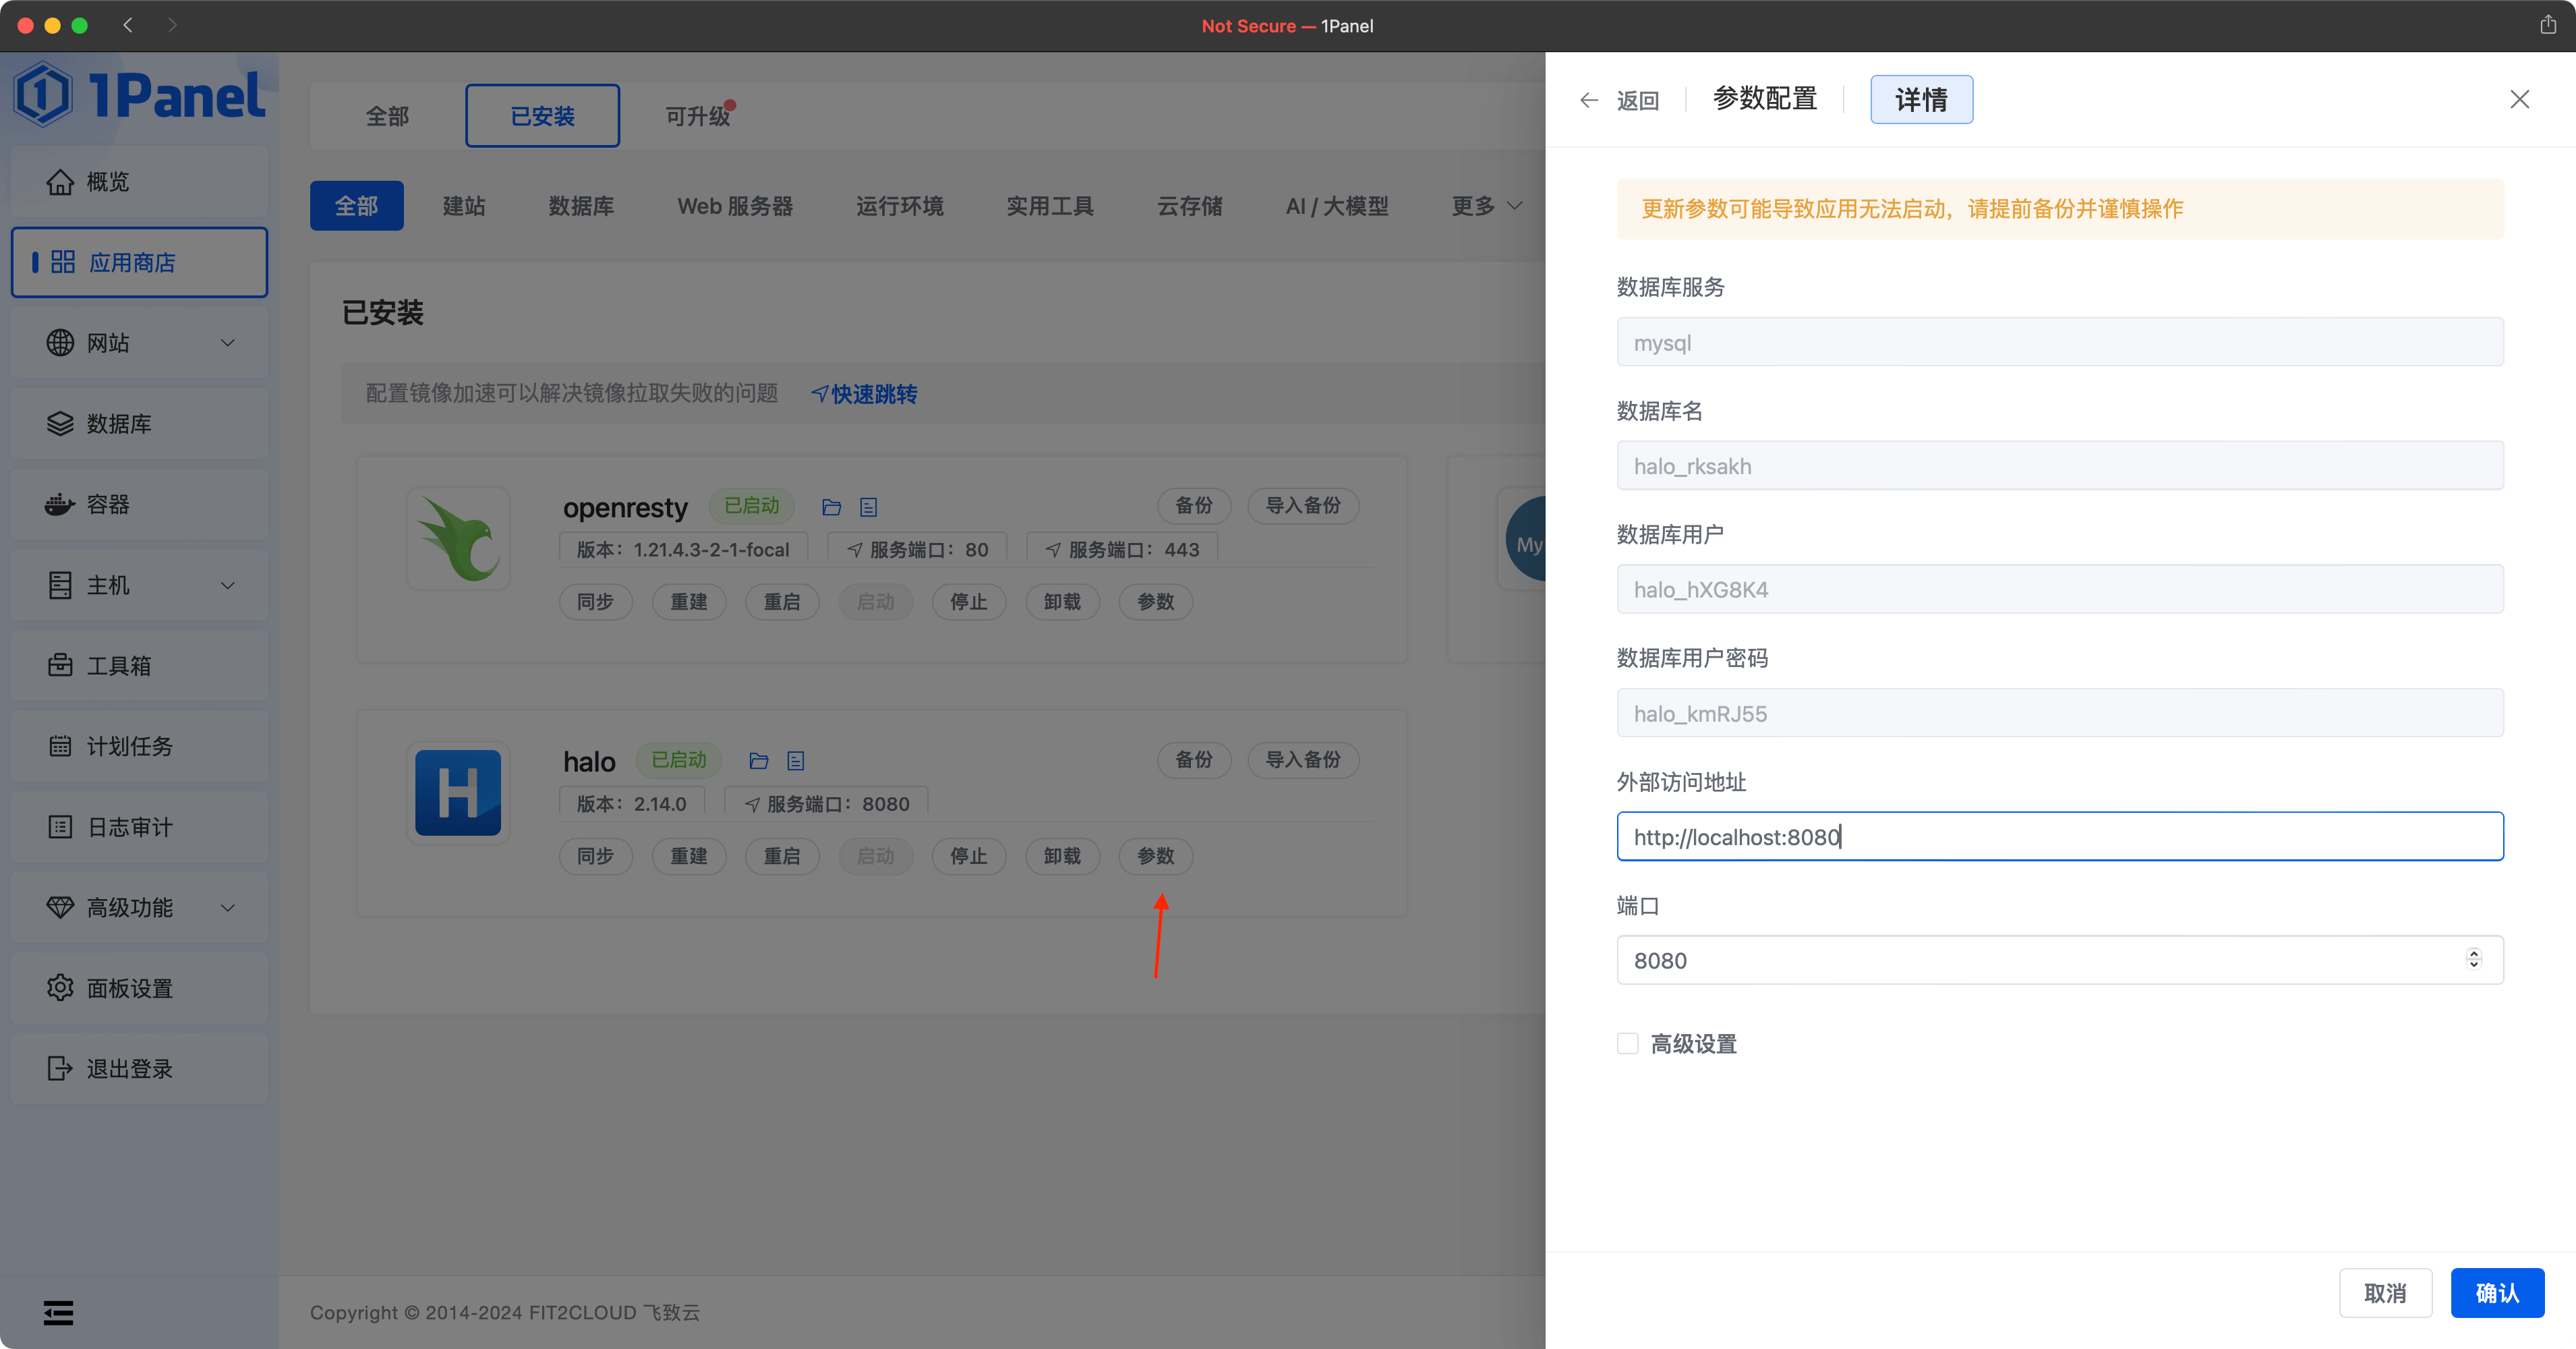 Not Secure — 1Panel
1Panel
概览
应用商店
网站
数据库
容器
主机
工具箱
计划任务
日志审计
高级功能
面板设置
退出登录
全部
已安装
可升级
全部
建站
数据库
Web 服务器
运行环境
实用工具
云存储
AI / 大模型
更多
已安装
配置镜像加速可以解决镜像拉取失败的问题
快速跳转
openresty
已启动
备份
导入备份
版本：1.21.4.3-2-1-focal
服务端口：80
服务端口：443
同步
重建
重启
启动
停止
卸载
参数
My
halo
已启动
备份
导入备份
版本：2.14.0
服务端口：8080
同步
重建
重启
启动
停止
卸载
参数
Copyright © 2014-2024 FIT2CLOUD 飞致云
返回
参数配置
详情
更新参数可能导致应用无法启动，请提前备份并谨慎操作
数据库服务
mysql
数据库名
halo_rksakh
数据库用户
halo_hXG8K4
数据库用户密码
halo_kmRJ55
外部访问地址
http://localhost:8080
端口
8080
高级设置
取消
确认